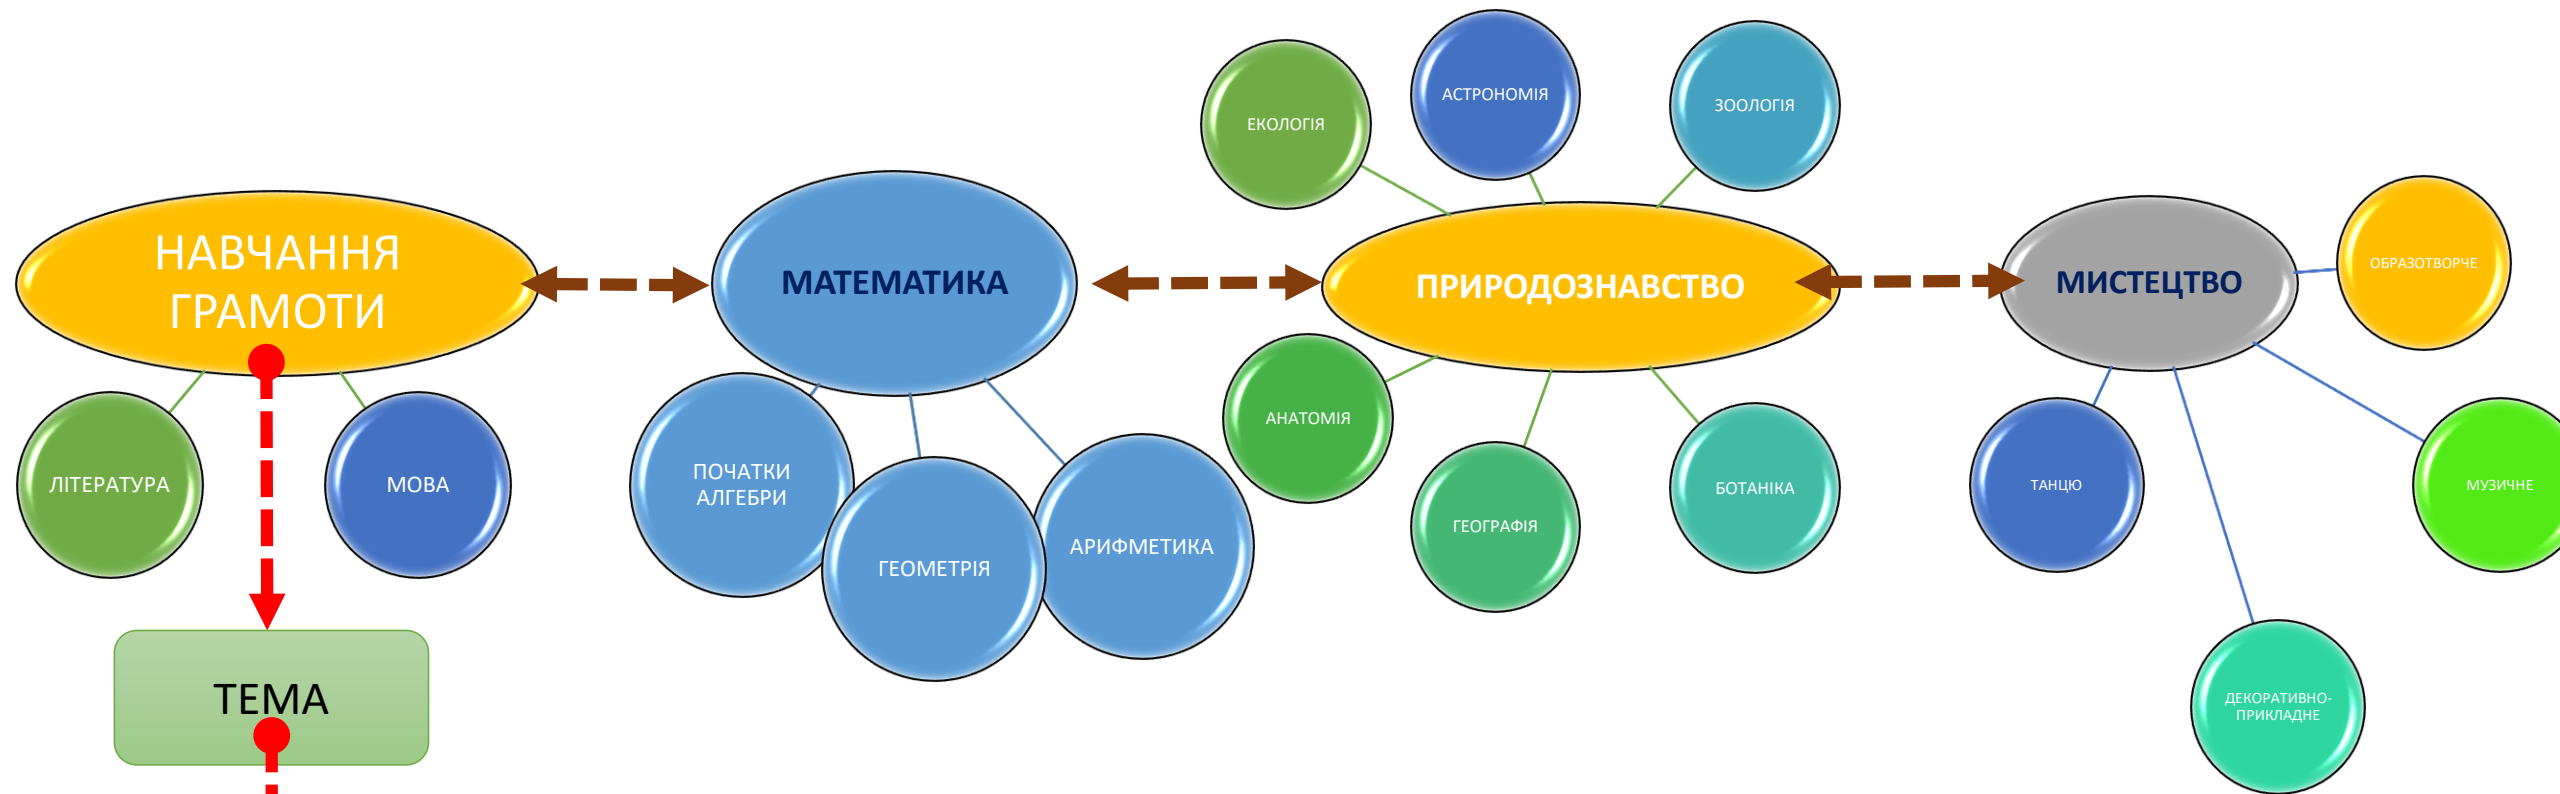 НАВЧАННЯ
ГРАМОТИ
ЛІТЕРАТУРА
МОВА
ТЕМА
МАТЕМАТИКА
ПОЧАТКИ
АЛГЕБРИ
ГЕОМЕТРІЯ
АРИФМЕТИКА
ЕКОЛОГІЯ
АСТРОНОМІЯ
ЗООЛОГІЯ
ПРИРОДОЗНАВСТВО
АНАТОМІЯ
ГЕОГРАФІЯ
БОТАНІКА
МИСТЕЦТВО
ОБРАЗОТВОРЧЕ
ТАНЦЮ
МУЗИЧНЕ
ДЕКОРАТИВНО-
ПРИКЛАДНЕ